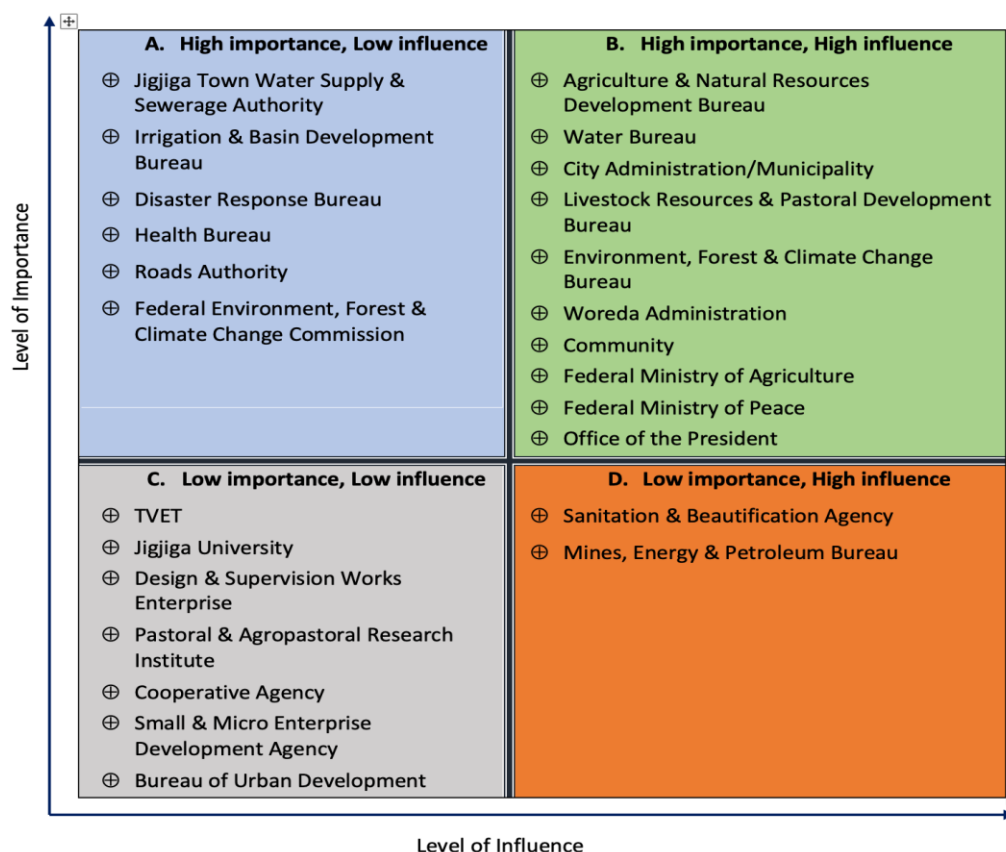 A. High importance, Low influence
⊕ Jigjiga Town Water Supply &
Sewerage Authority
⊕ Irrigation & Basin Development
Bureau
⊕ Disaster Response Bureau
⊕ Health Bureau
⊕ Roads Authority
⊕ Federal Environment, Forest &
Climate Change Commission
B. High importance, High influence
⊕ Agriculture & Natural Resources
Development Bureau
⊕ Water Bureau
⊕ City Administration/Municipality
⊕ Livestock Resources & Pastoral Development
Bureau
⊕ Environment, Forest & Climate Change
Bureau
⊕ Woreda Administration
⊕ Community
⊕ Federal Ministry of Agriculture
⊕ Federal Ministry of Peace
⊕ Office of the President
C. Low importance, Low influence
⊕ TVET
⊕ Jigjiga University
⊕ Design & Supervision Works
Enterprise
⊕ Pastoral & Agropastoral Research
Institute
⊕ Cooperative Agency
⊕ Small & Micro Enterprise
Development Agency
⊕ Bureau of Urban Development
D. Low importance, High influence
⊕ Sanitation & Beautification Agency
⊕ Mines, Energy & Petroleum Bureau
Level of Importance
Level of Influence